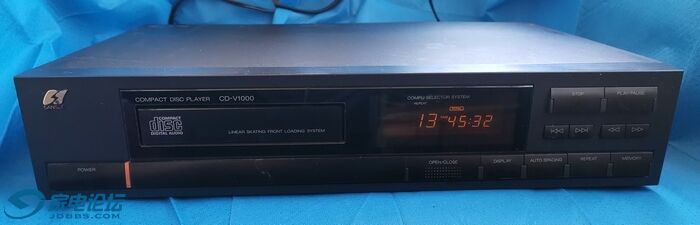 SANSUI
COMPACT DISC PLAYER CD-V1000
COMPACT
disc
DIGITAL AUDIO
LINEAR SKATING FRONT LOADING SYSTEM
COMPU SELECTOR SYSTEM
REPEAT
DISC
13 45:32
STOP
PLAY/PAUSE
POWER
OPEN/CLOSE
DISPLAY
AUTO SPACING
REPEAT
MEMORY
家电论坛
JDBBS.COM